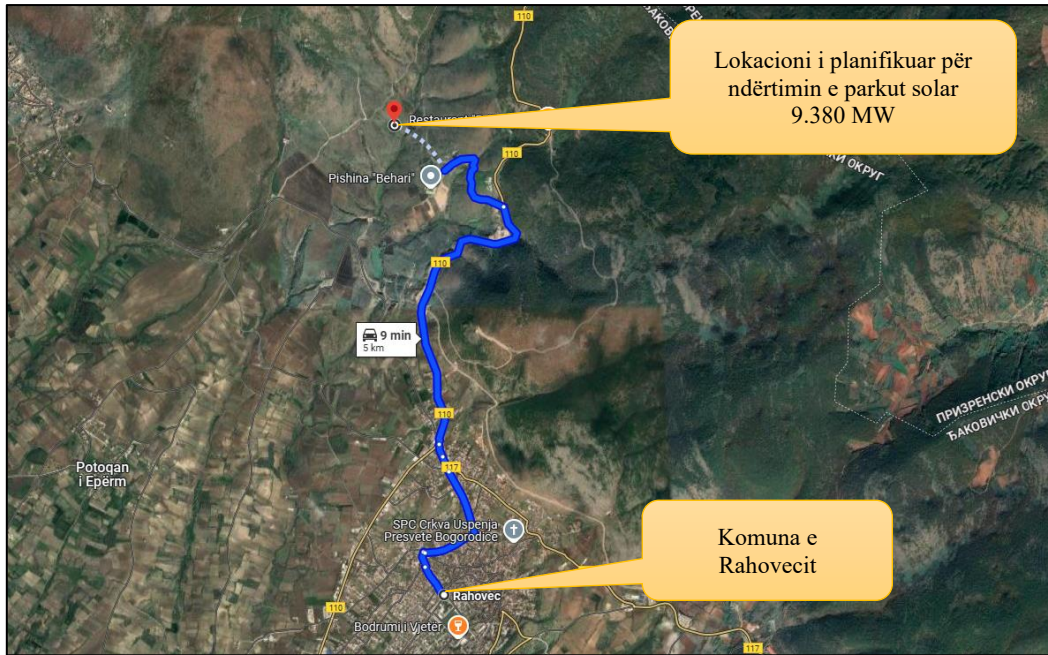 Lokacioni i planifikuar për
ndërtimin e parkut solar
9.380 MW
Restaurant
110
Pishina "Behari"
ОКРУГ
110
9 min
5 km
ПРИЗРЕНСКИ ОКРУГ
ЂАКОВИЧКИ ОКРУГ
110
Potoqan
i Epërm
117
SPC Crkva Uspenja
Presvete Bogorodice
Komuna e
Rahovecit
Rahovec
110
Bodrumi i Vjetër
117